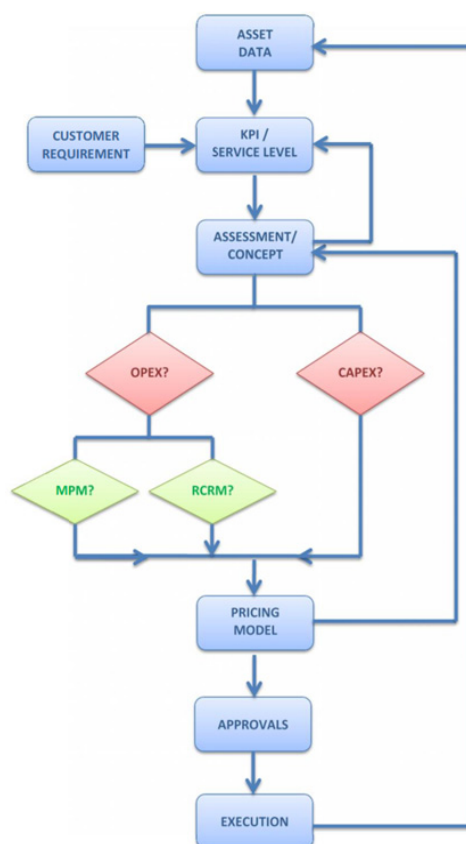 ASSET
DATA
CUSTOMER
REQUIREMENT
KPI /
SERVICE LEVEL
ASSESSMENT/
CONCEPT
OPEX?
CAPEX?
MPM?
RCRM?
PRICING
MODEL
APPROVALS
EXECUTION